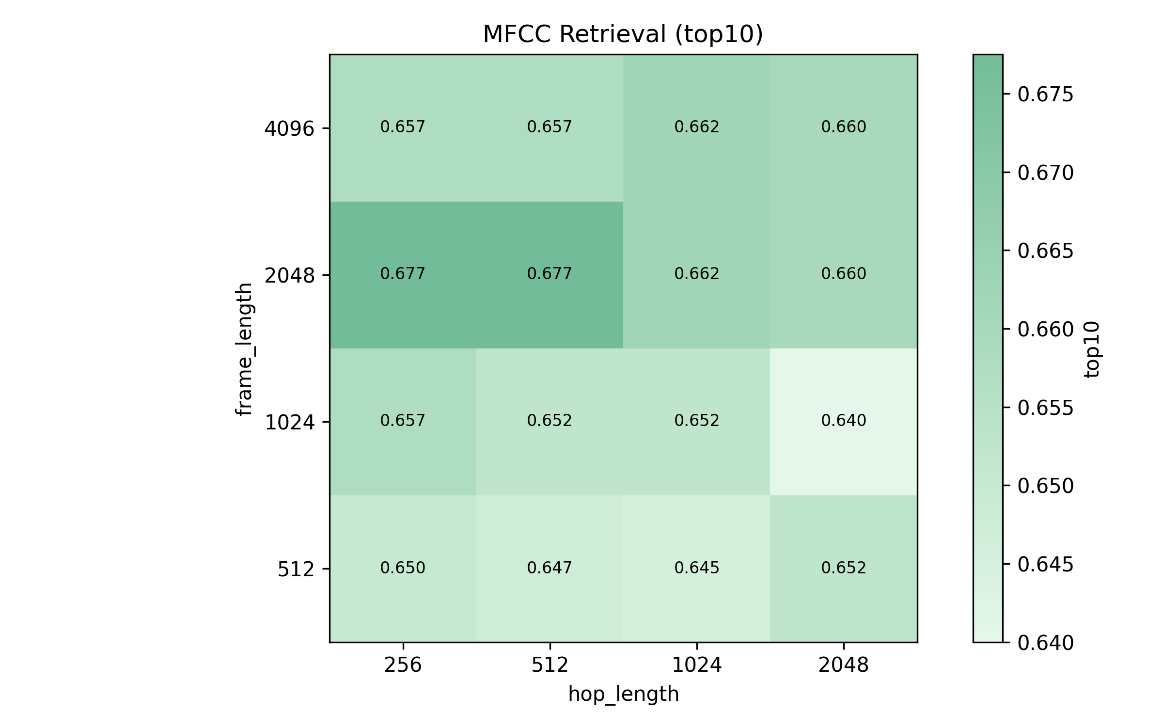 MFCC Retrieval (top10)
4096 0.657 0.657 0.662 0.660
2048 0.677 0.677 0.662 0.660
1024 0.657 0.652 0.652 0.640
512 0.650 0.647 0.645 0.652
256 512 1024 2048
hop_length
frame_length
0.675
0.670
0.665
0.660
0.655
0.650
0.645
0.640
top10